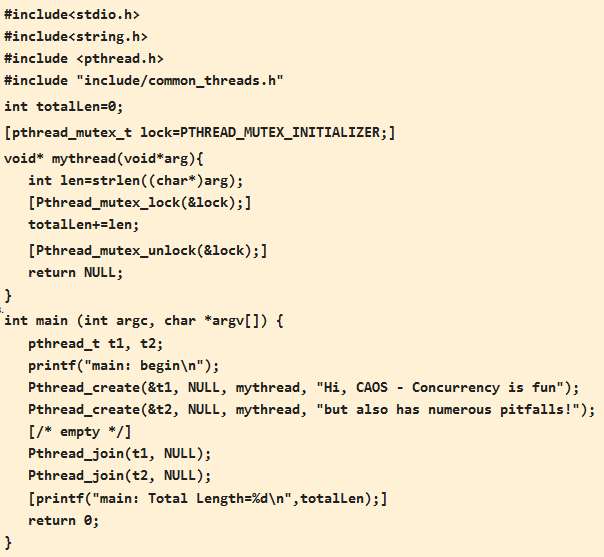 #include<stdio.h>
#include<string.h>
#include <pthread.h>
#include "include/common_threads.h"
int totalLen=0;
[pthread_mutex_t lock=PTHREAD_MUTEX_INITIALIZER;]
void* mythread(void*arg){
int len=strlen((char*)arg);
[Pthread_mutex_lock(&lock);]
totalLen+=len;
[Pthread_mutex_unlock(&lock);]
return NULL;
}
int main (int argc, char *argv[]) {
pthread_t t1, t2;
printf("main: begin\n");
Pthread_create(&t1, NULL, mythread, "Hi, CAOS - Concurrency is fun");
Pthread_create(&t2, NULL, mythread, "but also has numerous pitfalls!");
[/* empty */]
Pthread_join(t1, NULL);
Pthread_join(t2, NULL);
[printf("main: Total Length=%d\n",totalLen);]
return 0;
}